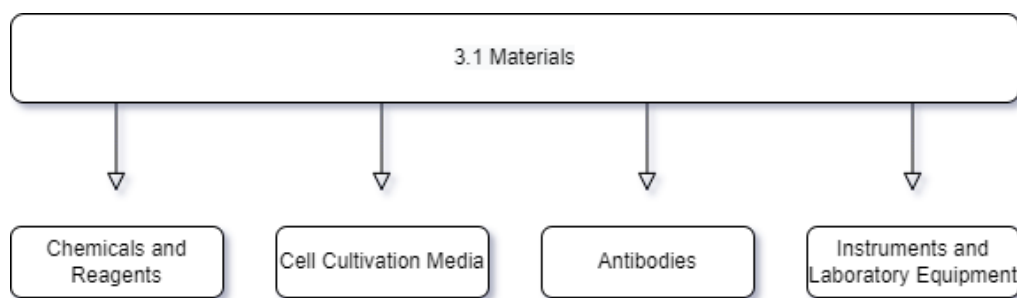 3.1 Materials
Chemicals and
Reagents
Cell Cultivation Media
Antibodies
Instruments and
Laboratory Equipment